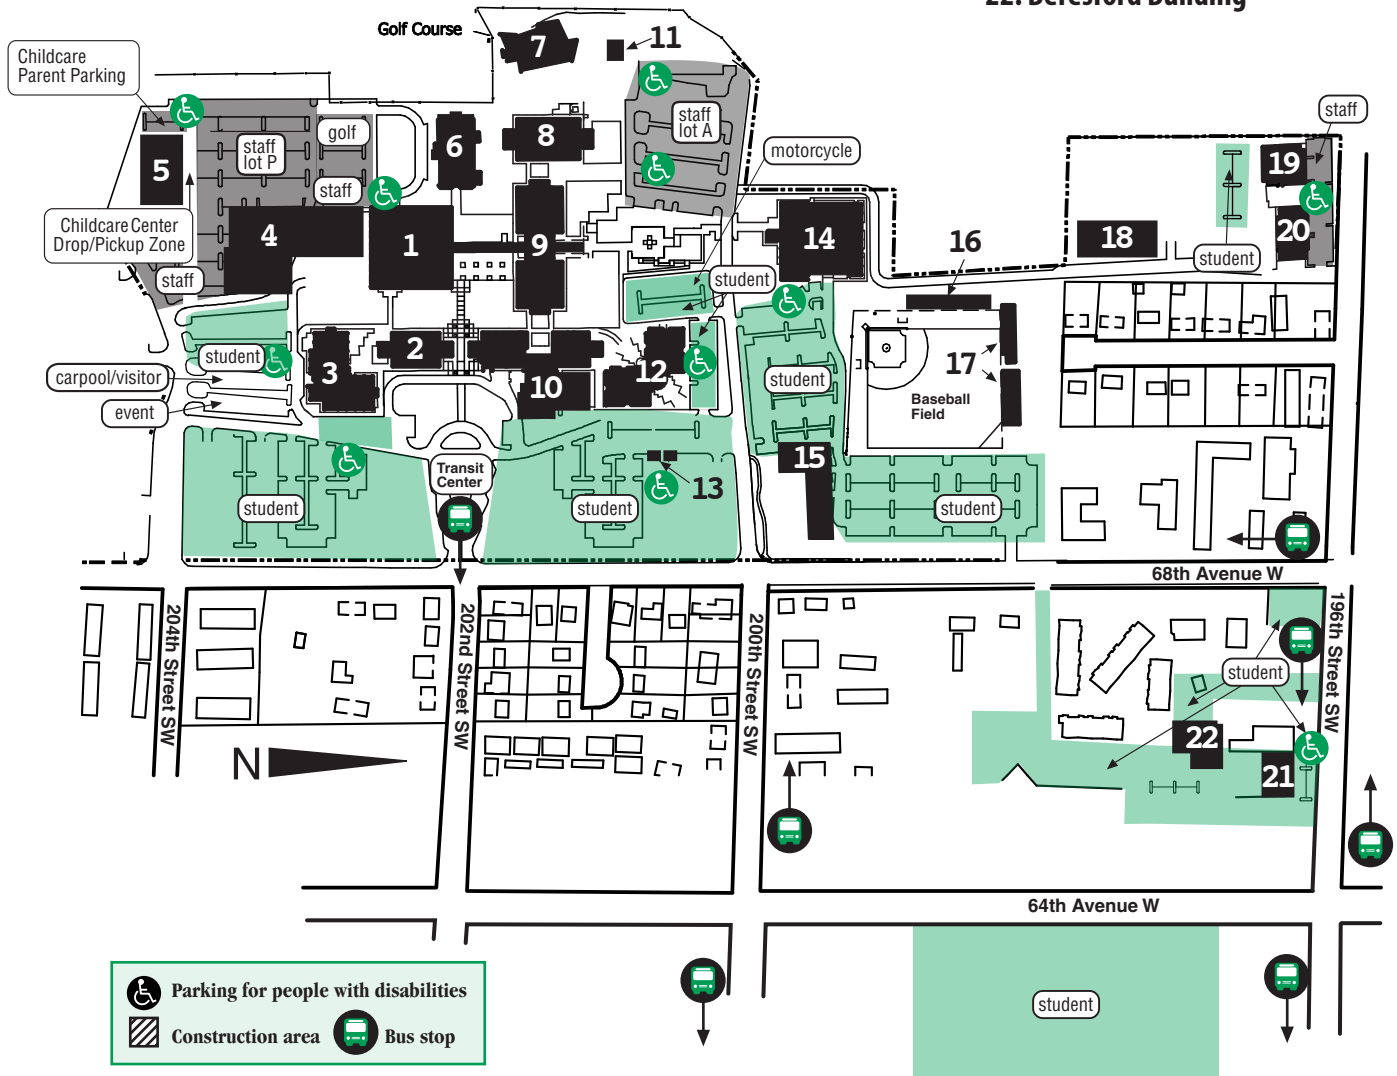 22. Beresford Building
Golf Course
7
11
Childcare
Parent Parking
staff
lot A
staff
golf
6
8
motorcycle
staff
lot P
5
19
staff
Childcare Center
Drop/Pickup Zone
4
1
9
14
16
18
20
student
staff
student
student
2
3
12
17
carpool/visitor
student
event
10
Baseball
Field
Transit
Center
15
13
student
student
student
68th Avenue W
204th Street SW
202nd Street SW
200th Street SW
196th Street SW
student
22
N
21
64th Avenue W
Parking for people with disabilities
Construction area
Bus stop
student